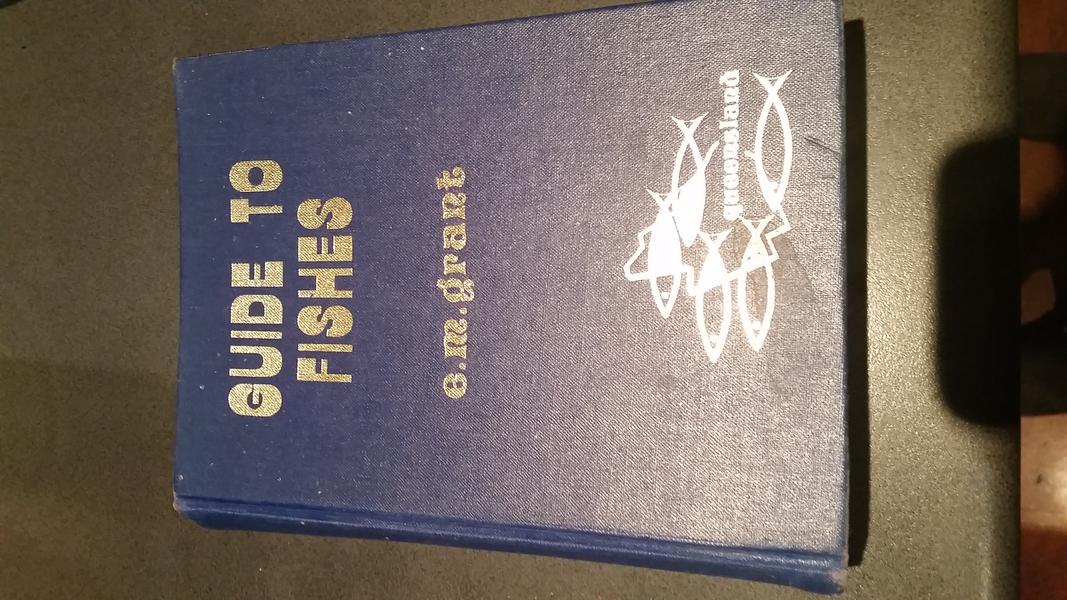 GUIDE TO
FISHES
e.m.grant
queensland